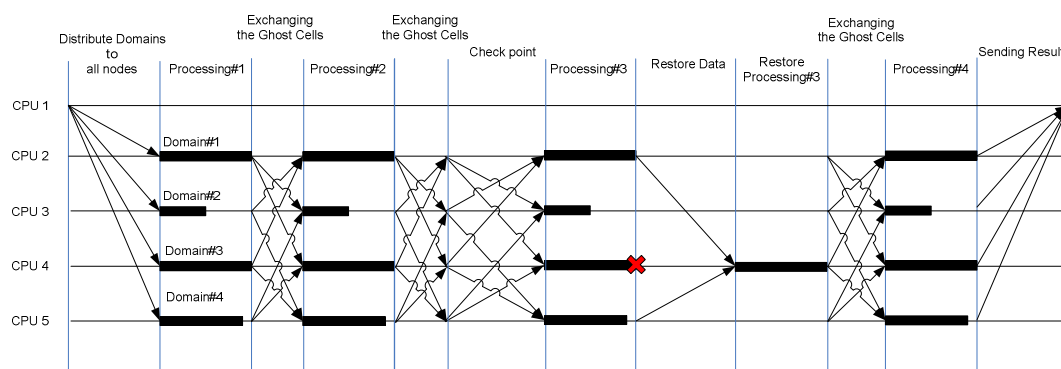 Distribute Domains
to
all nodes
Processing#1
Exchanging
the Ghost Cells
Processing#2
Exchanging
the Ghost Cells
Check point
Processing#3
Restore Data
Restore
Processing#3
Exchanging
the Ghost Cells
Processing#4
Sending Result
CPU 1
CPU 2
Domain#1
CPU 3
Domain#2
CPU 4
Domain#3
CPU 5
Domain#4